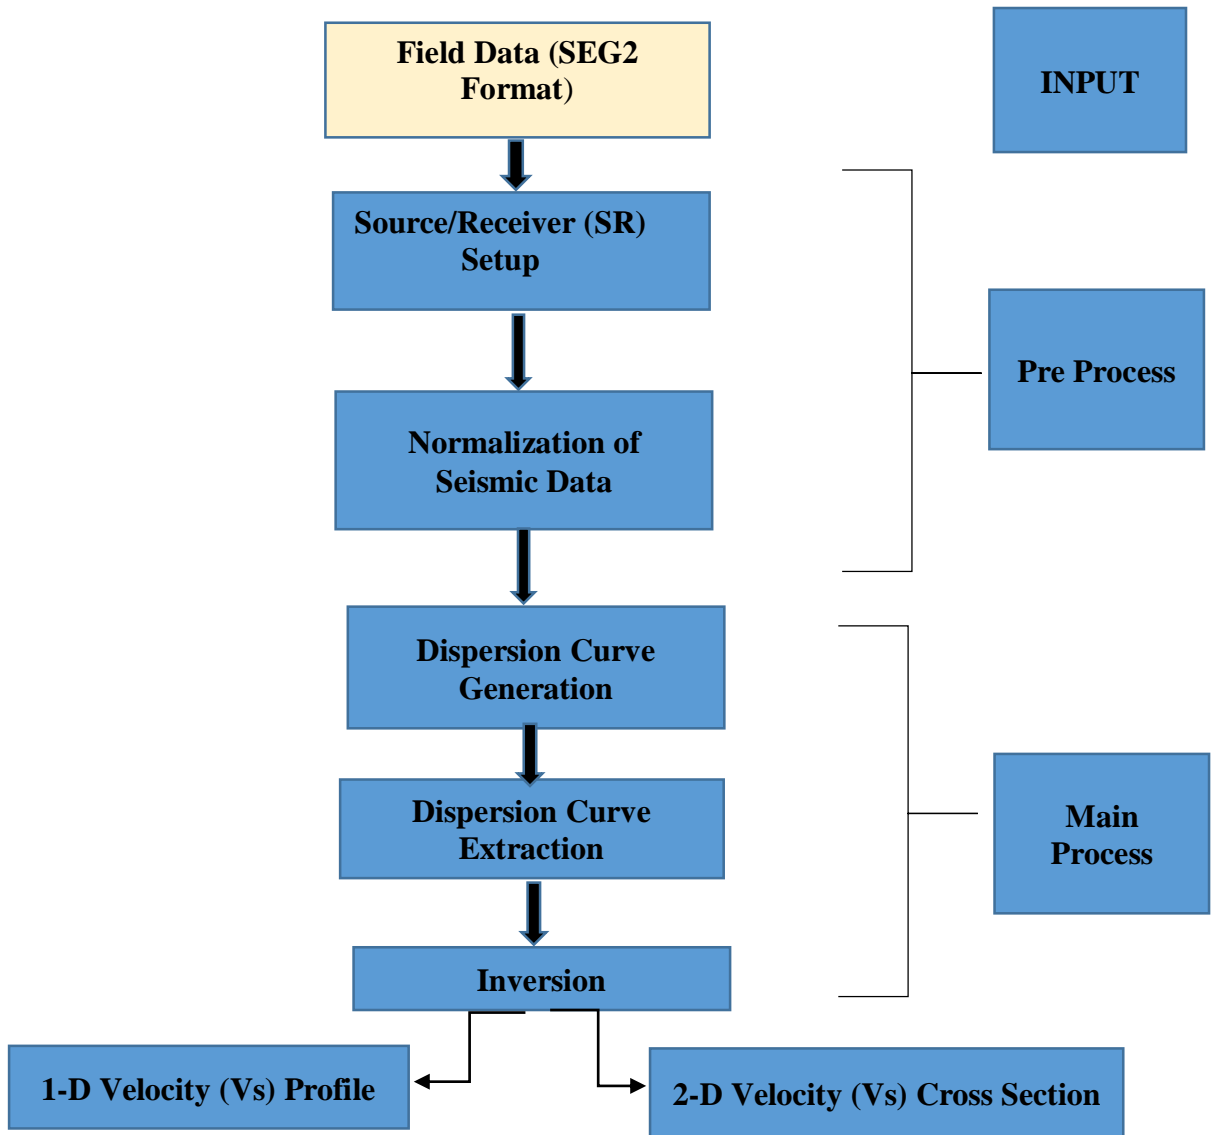 Field Data (SEG2
Format)
INPUT
Source/Receiver (SR)
Setup
Pre Process
Normalization of
Seismic Data
Dispersion Curve
Generation
Dispersion Curve
Extraction
Main
Process
Inversion
1-D Velocity (Vs) Profile
2-D Velocity (Vs) Cross Section